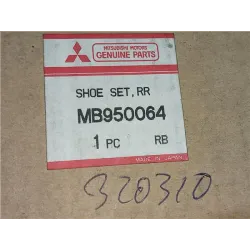 MITSUBISHI MOTORS
GENUINE PARTS
SHOE SET, RR
MB950064
1 PC RB
MADE IN JAPAN
320310